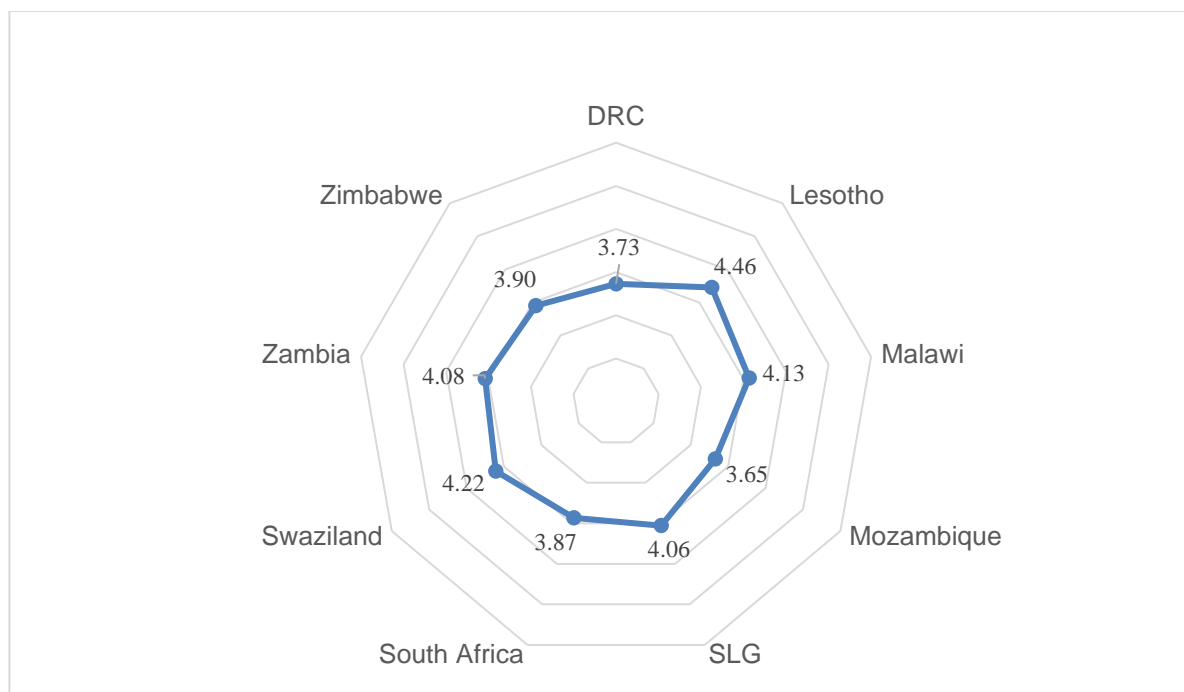 DRC
Zimbabwe
Lesotho
3.73
3.90
4.46
Zambia
Malawi
4.08
4.13
4.22
3.65
Swaziland
Mozambique
3.87
4.06
South Africa
SLG